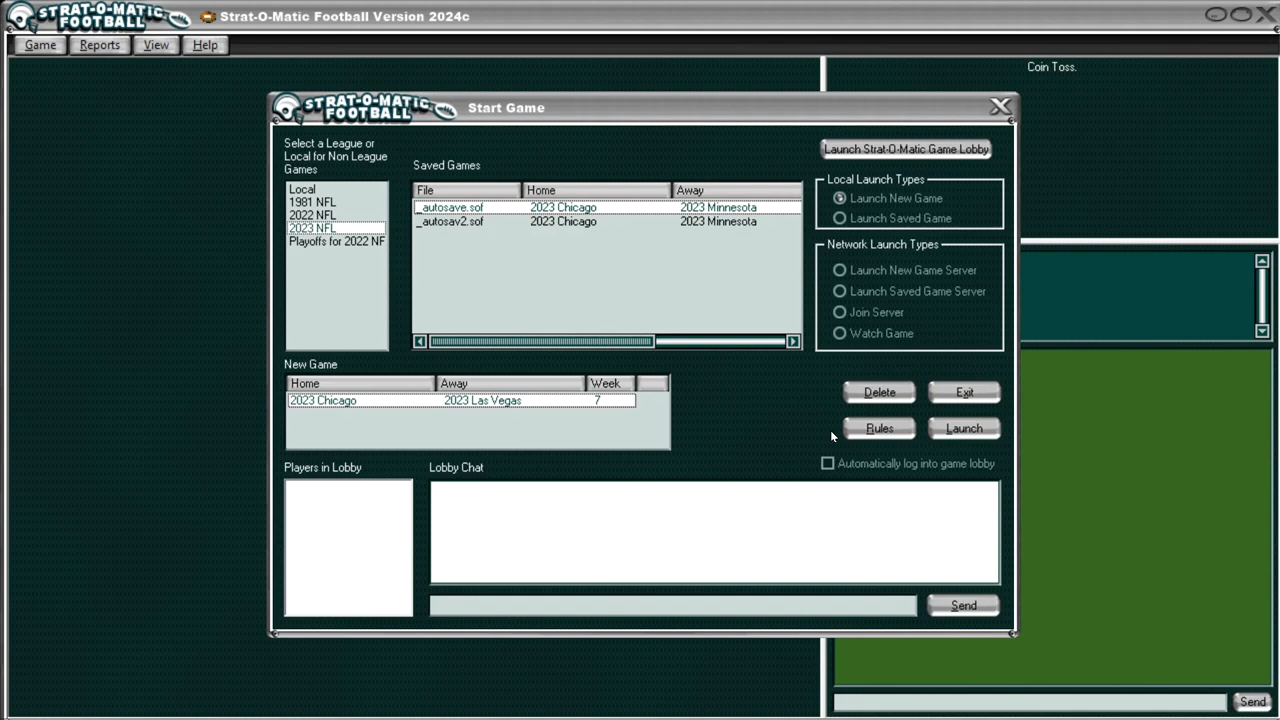 STRAT-O-MATIC FOOTBALL
Strat-O-Matic Football Version 2024c
Game Reports View Help
Coin Toss.
STRAT-O-MATIC FOOTBALL
Start Game
Select a League or
Local for Non League
Games
Local
1981 NFL
2022 NFL
2023 NFL
Playoffs for 2022 NF
Saved Games
File Home Away
_autosave.sof 2023 Chicago 2023 Minnesota
_autosav2.sof 2023 Chicago 2023 Minnesota
Launch Strat-O-Matic Game Lobby
Local Launch Types
Launch New Game
Launch Saved Game
Network Launch Types
Launch New Game Server
Launch Saved Game Server
Join Server
Watch Game
New Game
Home Away Week
2023 Chicago 2023 Las Vegas 7
Delete Exit
Rules Launch
Automatically log into game lobby
Players in Lobby
Lobby Chat
Send
Send